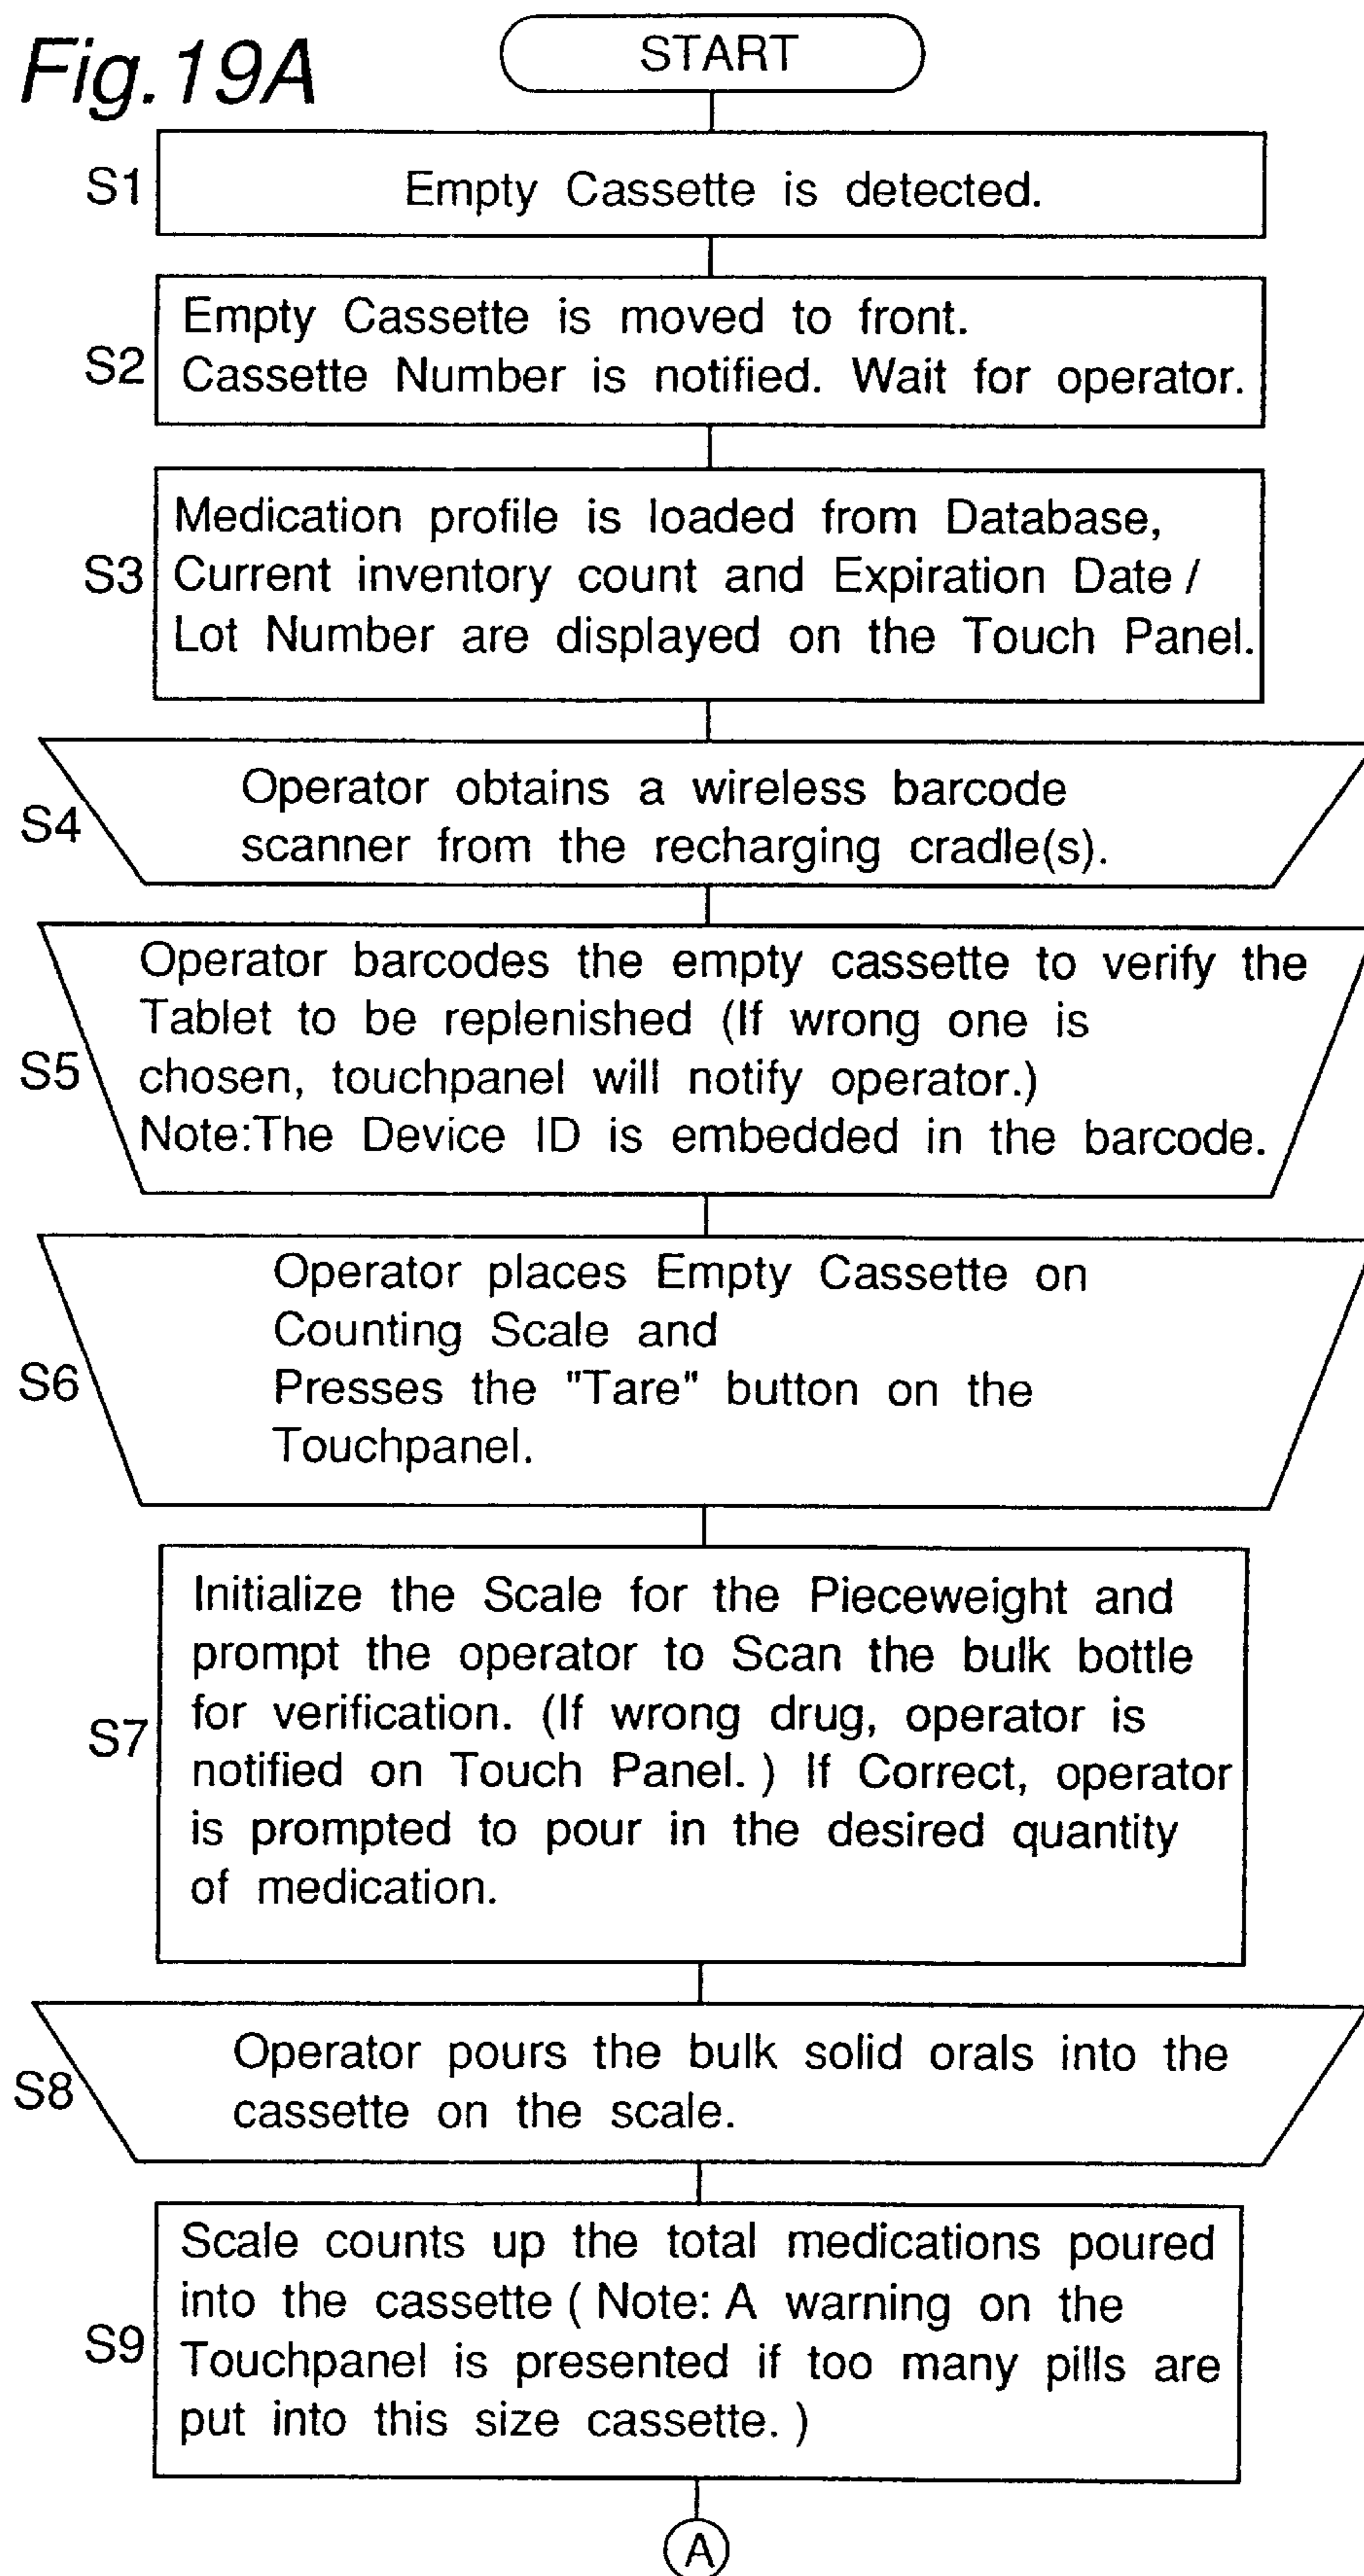 Fig.19A
START
S1
Empty Cassette is detected.
S2
Empty Cassette is moved to front.
Cassette Number is notified. Wait for operator.
S3
Medication profile is loaded from Database,
Current inventory count and Expiration Date /
Lot Number are displayed on the Touch Panel.
S4
Operator obtains a wireless barcode
scanner from the recharging cradle(s).
S5
Operator barcodes the empty cassette to verify the
Tablet to be replenished (If wrong one is
chosen, touchpanel will notify operator.)
Note:The Device ID is embedded in the barcode.
S6
Operator places Empty Cassette on
Counting Scale and
Presses the "Tare" button on the
Touchpanel.
S7
Initialize the Scale for the Pieceweight and
prompt the operator to Scan the bulk bottle
for verification. (If wrong drug, operator is
notified on Touch Panel. ) If Correct, operator
is prompted to pour in the desired quantity
of medication.
S8
Operator pours the bulk solid orals into the
cassette on the scale.
S9
Scale counts up the total medications poured
into the cassette ( Note: A warning on the
Touchpanel is presented if too many pills are
put into this size cassette. )
A